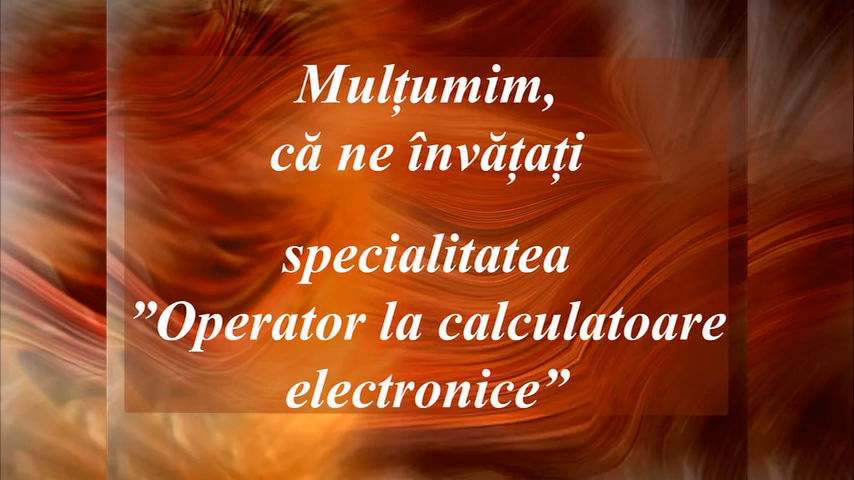 Mulțumim,
că ne învățați
specialitatea
”Operator la calculatoare
electronice”